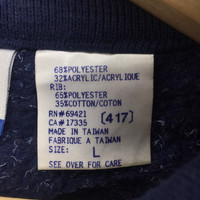 68%POLYESTER
32%ACRYLIC/ACRYLIQUE
RIB:
65%POLYESTER
35%COTTON/COTON
RN#69421
CA#17335 [417]
MADE IN TAIWAN
FABRIQUE A TAIWAN
SIZE: L
SEE OVER FOR CARE